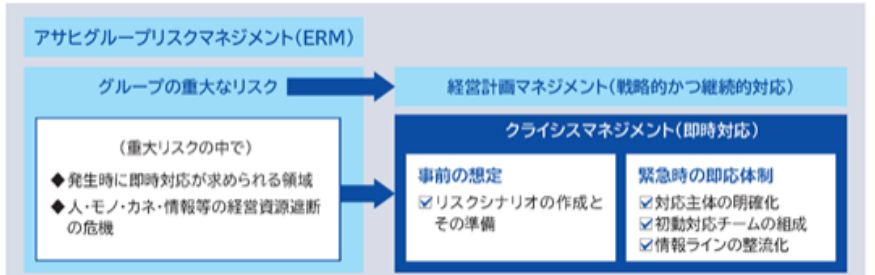 アサヒグループリスクマネジメント(ERM)
グループの重大なリスク
経営計画マネジメント(戦略的かつ継続的対応)
(重大リスクの中で)
◆発生時に即時対応が求められる領域
◆人・モノ・カネ・情報等の経営資源遮断
の危機
クライシスマネジメント(即時対応)
事前の想定
☑リスクシナリオの作成と
その準備
緊急時の即応体制
☑対応主体の明確化
☑初動対応チームの組成
☑情報ラインの整流化